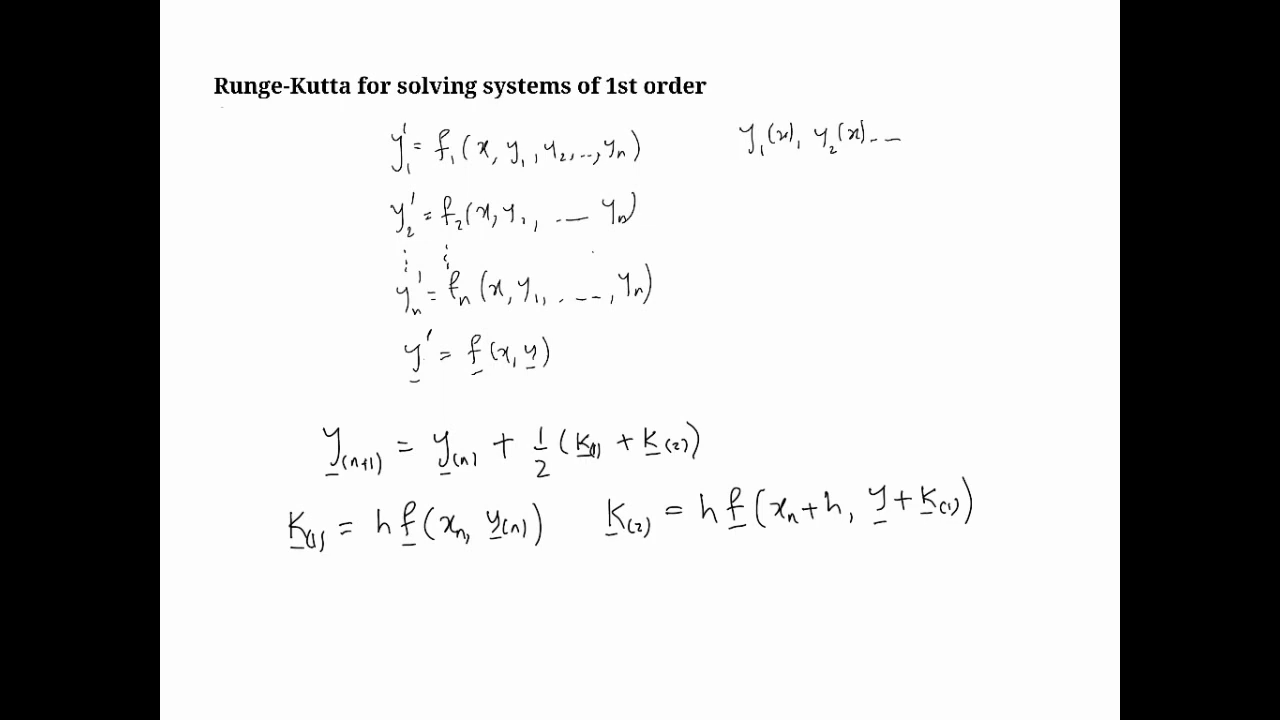 Runge-Kutta for solving systems of 1st order
y₁' = f₁(x, y₁, y₂, .., yₙ) y₁(x), y₂(x) - -
y₂' = f₂(x, y₁, .-- yₙ)
⋮ ⋮
yₙ' = fₙ(x, y₁, . --, yₙ)
y̲' = f̲(x, y̲)
y̲₍ₙ₊₁₎ = y̲₍ₙ₎ + 1/2 (K̲₍₁₎ + K̲₍₂₎)
K̲₍₁₎ = h f̲(xₙ, y̲₍ₙ₎) K̲₍₂₎ = h f̲(xₙ + h, y̲ + K̲₍₁₎)